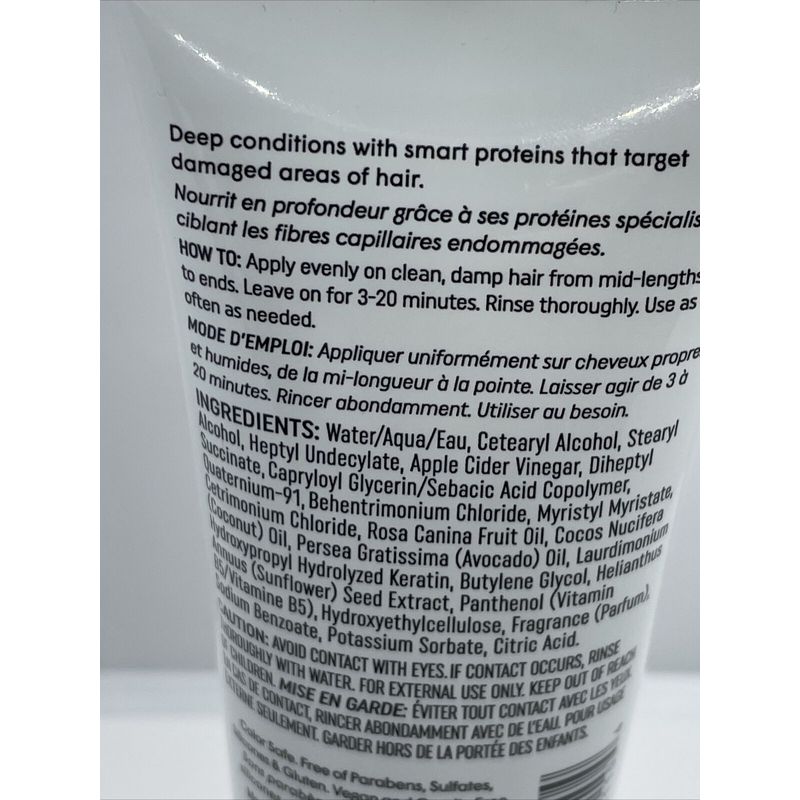 Deep conditions with smart proteins that target
damaged areas of hair.
Nourrit en profondeur grâce à ses protéines spécialis
ciblant les fibres capillaires endommagées.
HOW TO: Apply evenly on clean, damp hair from mid-lengths
to ends. Leave on for 3-20 minutes. Rinse thoroughly. Use as
often as needed.
MODE D'EMPLOI: Appliquer uniformément sur cheveux propre
et humides, de la mi-longueur à la pointe. Laisser agir de 3 à
20 minutes. Rincer abondamment. Utiliser au besoin.
INGREDIENTS: Water/Aqua/Eau, Cetearyl Alcohol, Stearyl
Alcohol, Heptyl Undecylate, Apple Cider Vinegar, Diheptyl
Succinate, Capryloyl Glycerin/Sebacic Acid Copolymer,
Quaternium-91, Behentrimonium Chloride, Myristyl Myristate,
Cetrimonium Chloride, Rosa Canina Fruit Oil, Cocos Nucifera
(Coconut) Oil, Persea Gratissima (Avocado) Oil, Laurdimonium
Hydroxypropyl Hydrolyzed Keratin, Butylene Glycol, Helianthus
Annuus (Sunflower) Seed Extract, Panthenol (Vitamin
B5/Vitamine B5), Hydroxyethylcellulose, Fragrance (Parfum),
Sodium Benzoate, Potassium Sorbate, Citric Acid.
CAUTION: AVOID CONTACT WITH EYES. IF CONTACT OCCURS, RINSE
THOROUGHLY WITH WATER. FOR EXTERNAL USE ONLY. KEEP OUT OF REACH
OF CHILDREN. MISE EN GARDE: ÉVITER TOUT CONTACT AVEC LES YEUX.
EN CAS DE CONTACT, RINCER ABONDAMMENT AVEC DE L'EAU. POUR USAGE
EXTERNE SEULEMENT. GARDER HORS DE LA PORTÉE DES ENFANTS.
Color Safe. Free of Parabens, Sulfates,
Silicones & Gluten. Vegan and
Sans